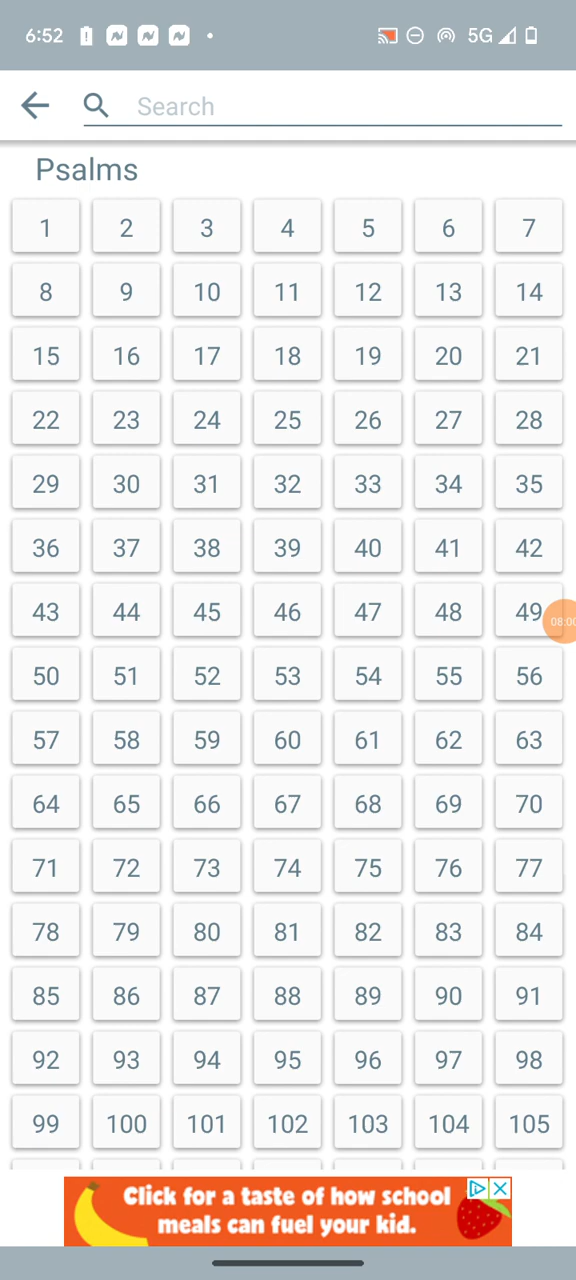 6:52
5G
Search
Psalms
1 2 3 4 5 6 7
8 9 10 11 12 13 14
15 16 17 18 19 20 21
22 23 24 25 26 27 28
29 30 31 32 33 34 35
36 37 38 39 40 41 42
43 44 45 46 47 48 49
08:00
50 51 52 53 54 55 56
57 58 59 60 61 62 63
64 65 66 67 68 69 70
71 72 73 74 75 76 77
78 79 80 81 82 83 84
85 86 87 88 89 90 91
92 93 94 95 96 97 98
99 100 101 102 103 104 105
Click for a taste of how school
meals can fuel your kid.